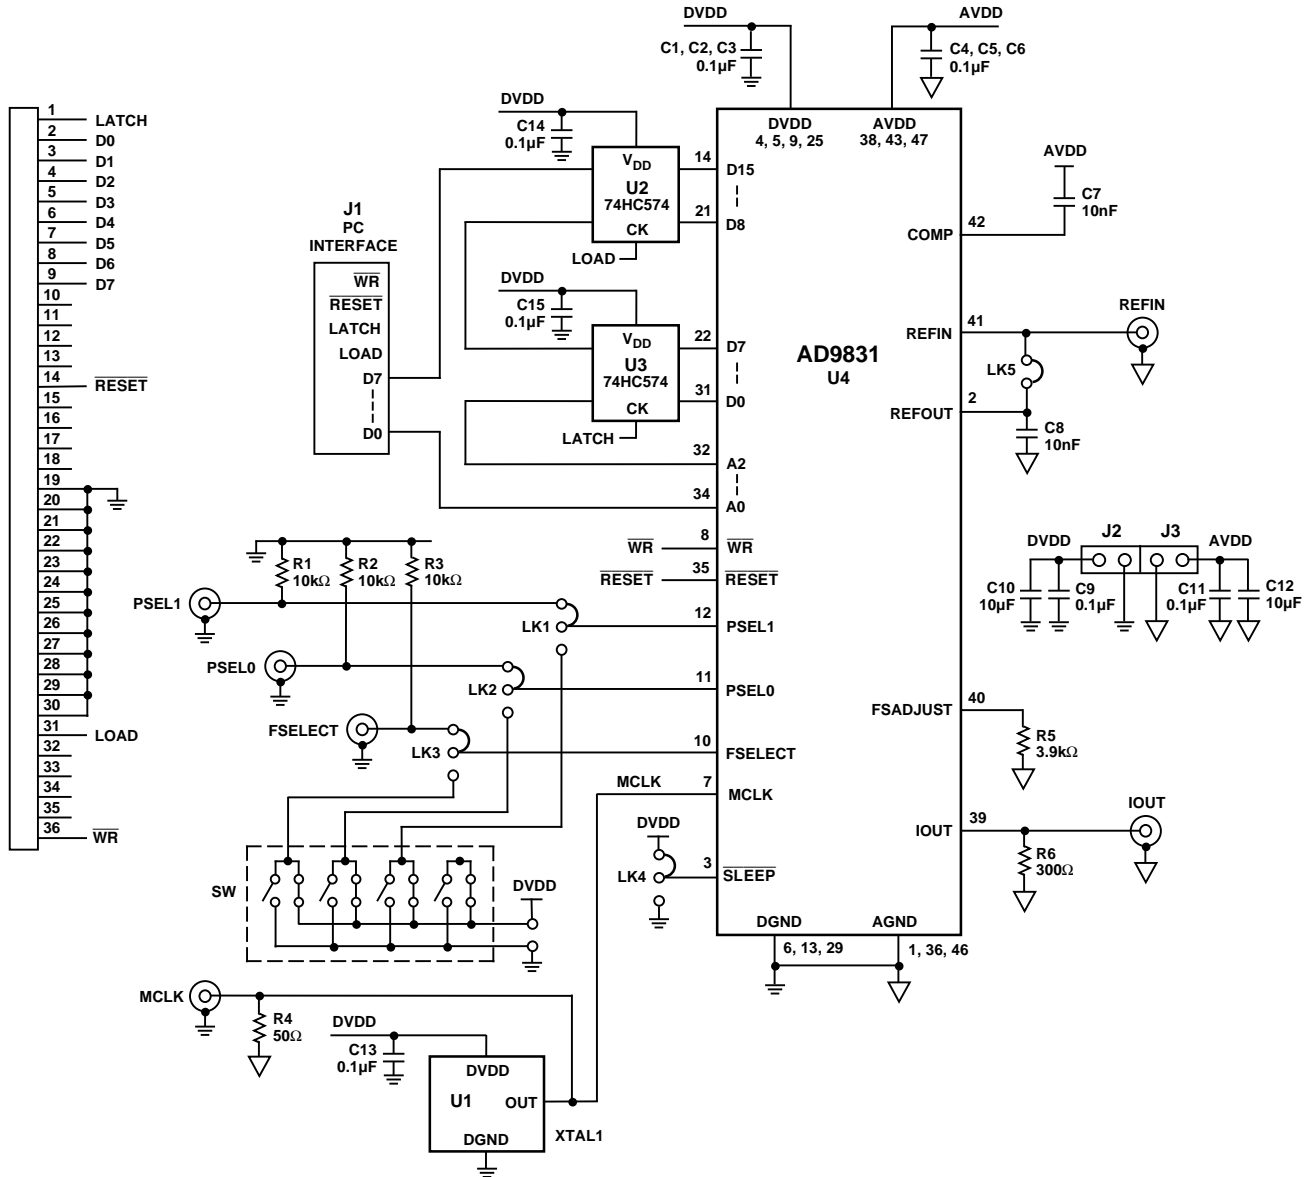 1
LATCH
2
D0
3
D1
4
D2
5
D3
6
D4
7
D5
8
D6
9
D7
10
11
12
13
14
RESET
15
16
17
18
19
20
21
22
23
24
25
26
27
28
29
30
31
LOAD
32
33
34
35
36
WR
J1
PC
INTERFACE
WR
RESET
LATCH
LOAD
D7
D0
DVDD
C14
0.1µF
VDD
U2
74HC574
CK
LOAD
DVDD
C15
0.1µF
VDD
U3
74HC574
CK
LATCH
DVDD
C1, C2, C3
0.1µF
AVDD
C4, C5, C6
0.1µF
DVDD
4, 5, 9, 25
AVDD
38, 43, 47
14
D15
21
D8
22
D7
31
D0
32
A2
34
A0
WR
8
WR
RESET
35
RESET
12
PSEL1
11
PSEL0
10
FSELECT
MCLK
7
MCLK
3
SLEEP
AD9831
U4
DGND
6, 13, 29
AGND
1, 36, 46
COMP
42
AVDD
C7
10nF
REFIN
41
REFIN
LK5
REFOUT
2
C8
10nF
DVDD
J2
J3
AVDD
C10
10µF
C9
0.1µF
C11
0.1µF
C12
10µF
FSADJUST
40
R5
3.9kΩ
IOUT
39
IOUT
R6
300Ω
R1
10kΩ
R2
10kΩ
R3
10kΩ
PSEL1
LK1
PSEL0
LK2
FSELECT
LK3
DVDD
LK4
SW
DVDD
MCLK
R4
50Ω
DVDD
C13
0.1µF
DVDD
U1
OUT
DGND
XTAL1